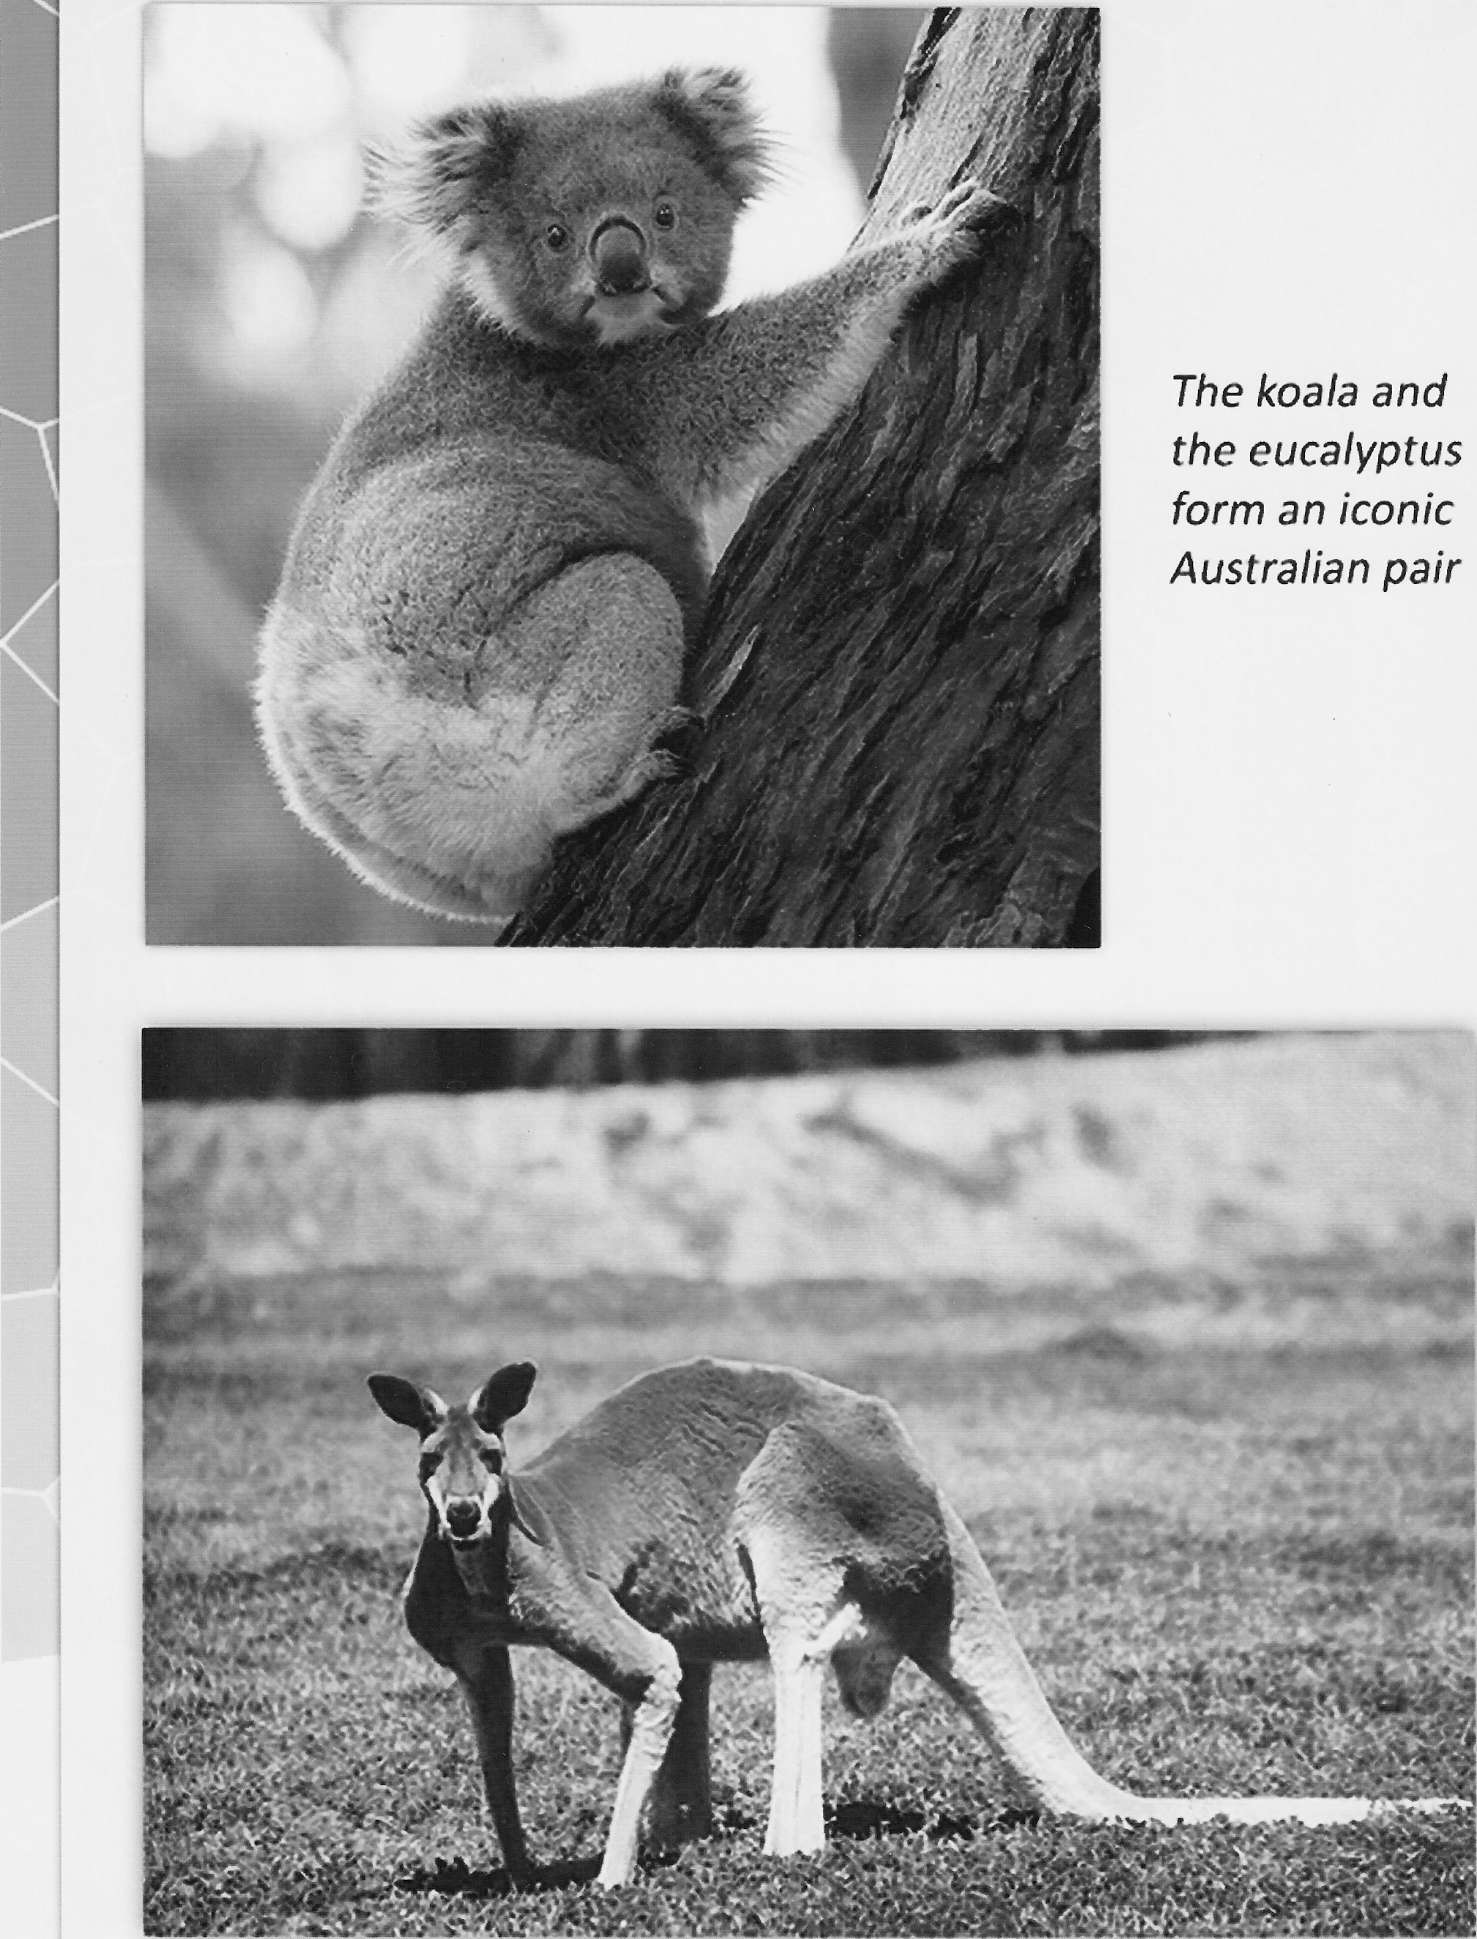 The koala and
the eucalyptus
form an iconic
Australian pair